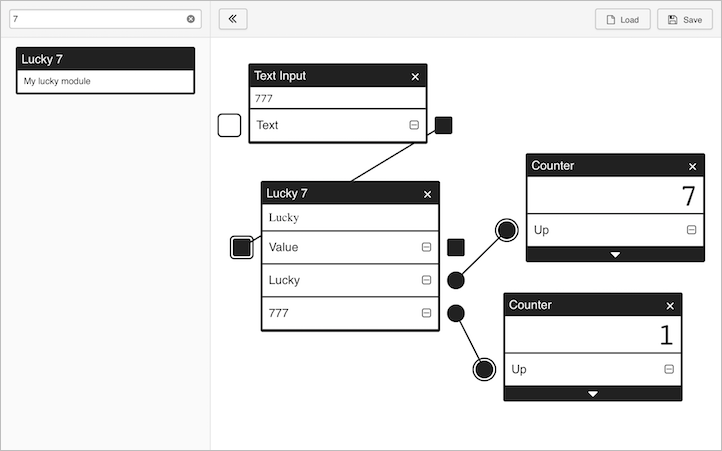 7
Load
Save
Lucky 7
My lucky module
Text Input
777
Text
Lucky 7
Lucky
Value
Lucky
777
Counter
7
Up
Counter
1
Up